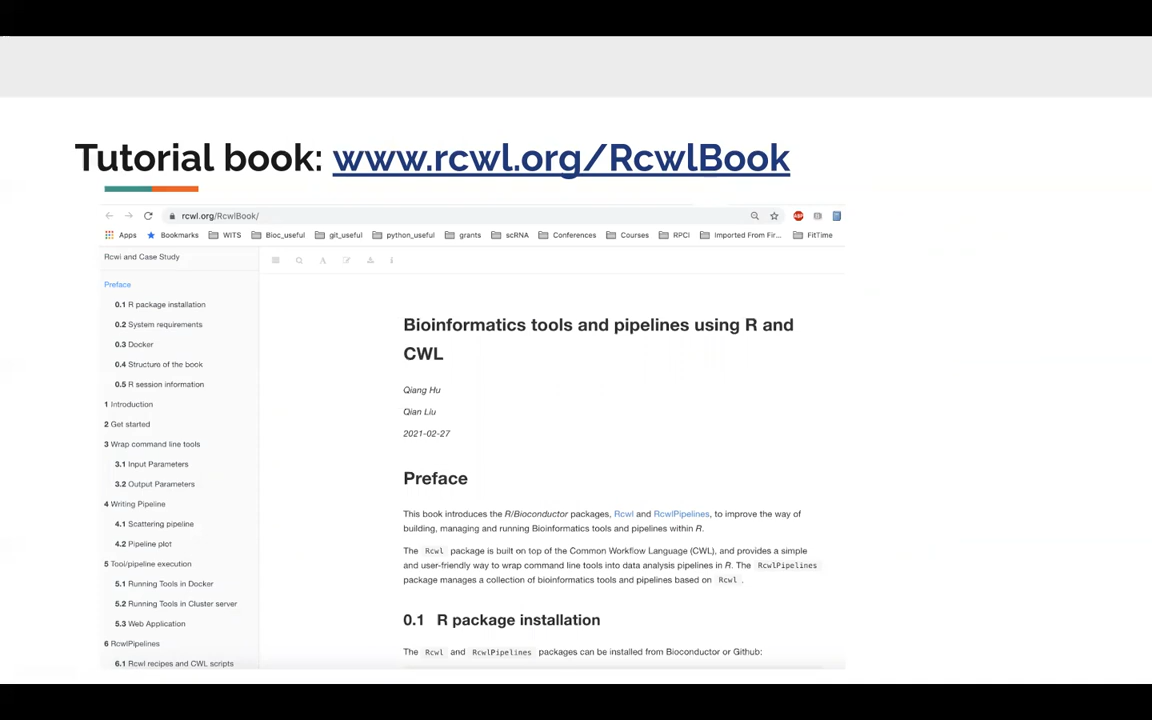 Tutorial book: www.rcwl.org/RcwlBook
rcwl.org/RcwlBook/
Apps Bookmarks WITS Bioc_useful git_useful python_useful grants scRNA Conferences Courses RPCI Imported From Fir... FitTime
Rcwl and Case Study
Preface
0.1 R package installation
0.2 System requirements
0.3 Docker
0.4 Structure of the book
0.5 R session information
1 Introduction
2 Get started
3 Wrap command line tools
3.1 Input Parameters
3.2 Output Parameters
4 Writing Pipeline
4.1 Scattering pipeline
4.2 Pipeline plot
5 Tool/pipeline execution
5.1 Running Tools in Docker
5.2 Running Tools in Cluster server
5.3 Web Application
6 RcwlPipelines
6.1 Rcwl recipes and CWL scripts
Bioinformatics tools and pipelines using R and
CWL
Qiang Hu
Qian Liu
2021-02-27
Preface
This book introduces the R/Bioconductor packages, Rcwl and RcwlPipelines, to improve the way of
building, managing and running Bioinformatics tools and pipelines within R.
The Rcwl package is built on top of the Common Workflow Language (CWL), and provides a simple
and user-friendly way to wrap command line tools into data analysis pipelines in R. The RcwlPipelines
package manages a collection of bioinformatics tools and pipelines based on Rcwl .
0.1 R package installation
The Rcwl and RcwlPipelines packages can be installed from Bioconductor or Github: